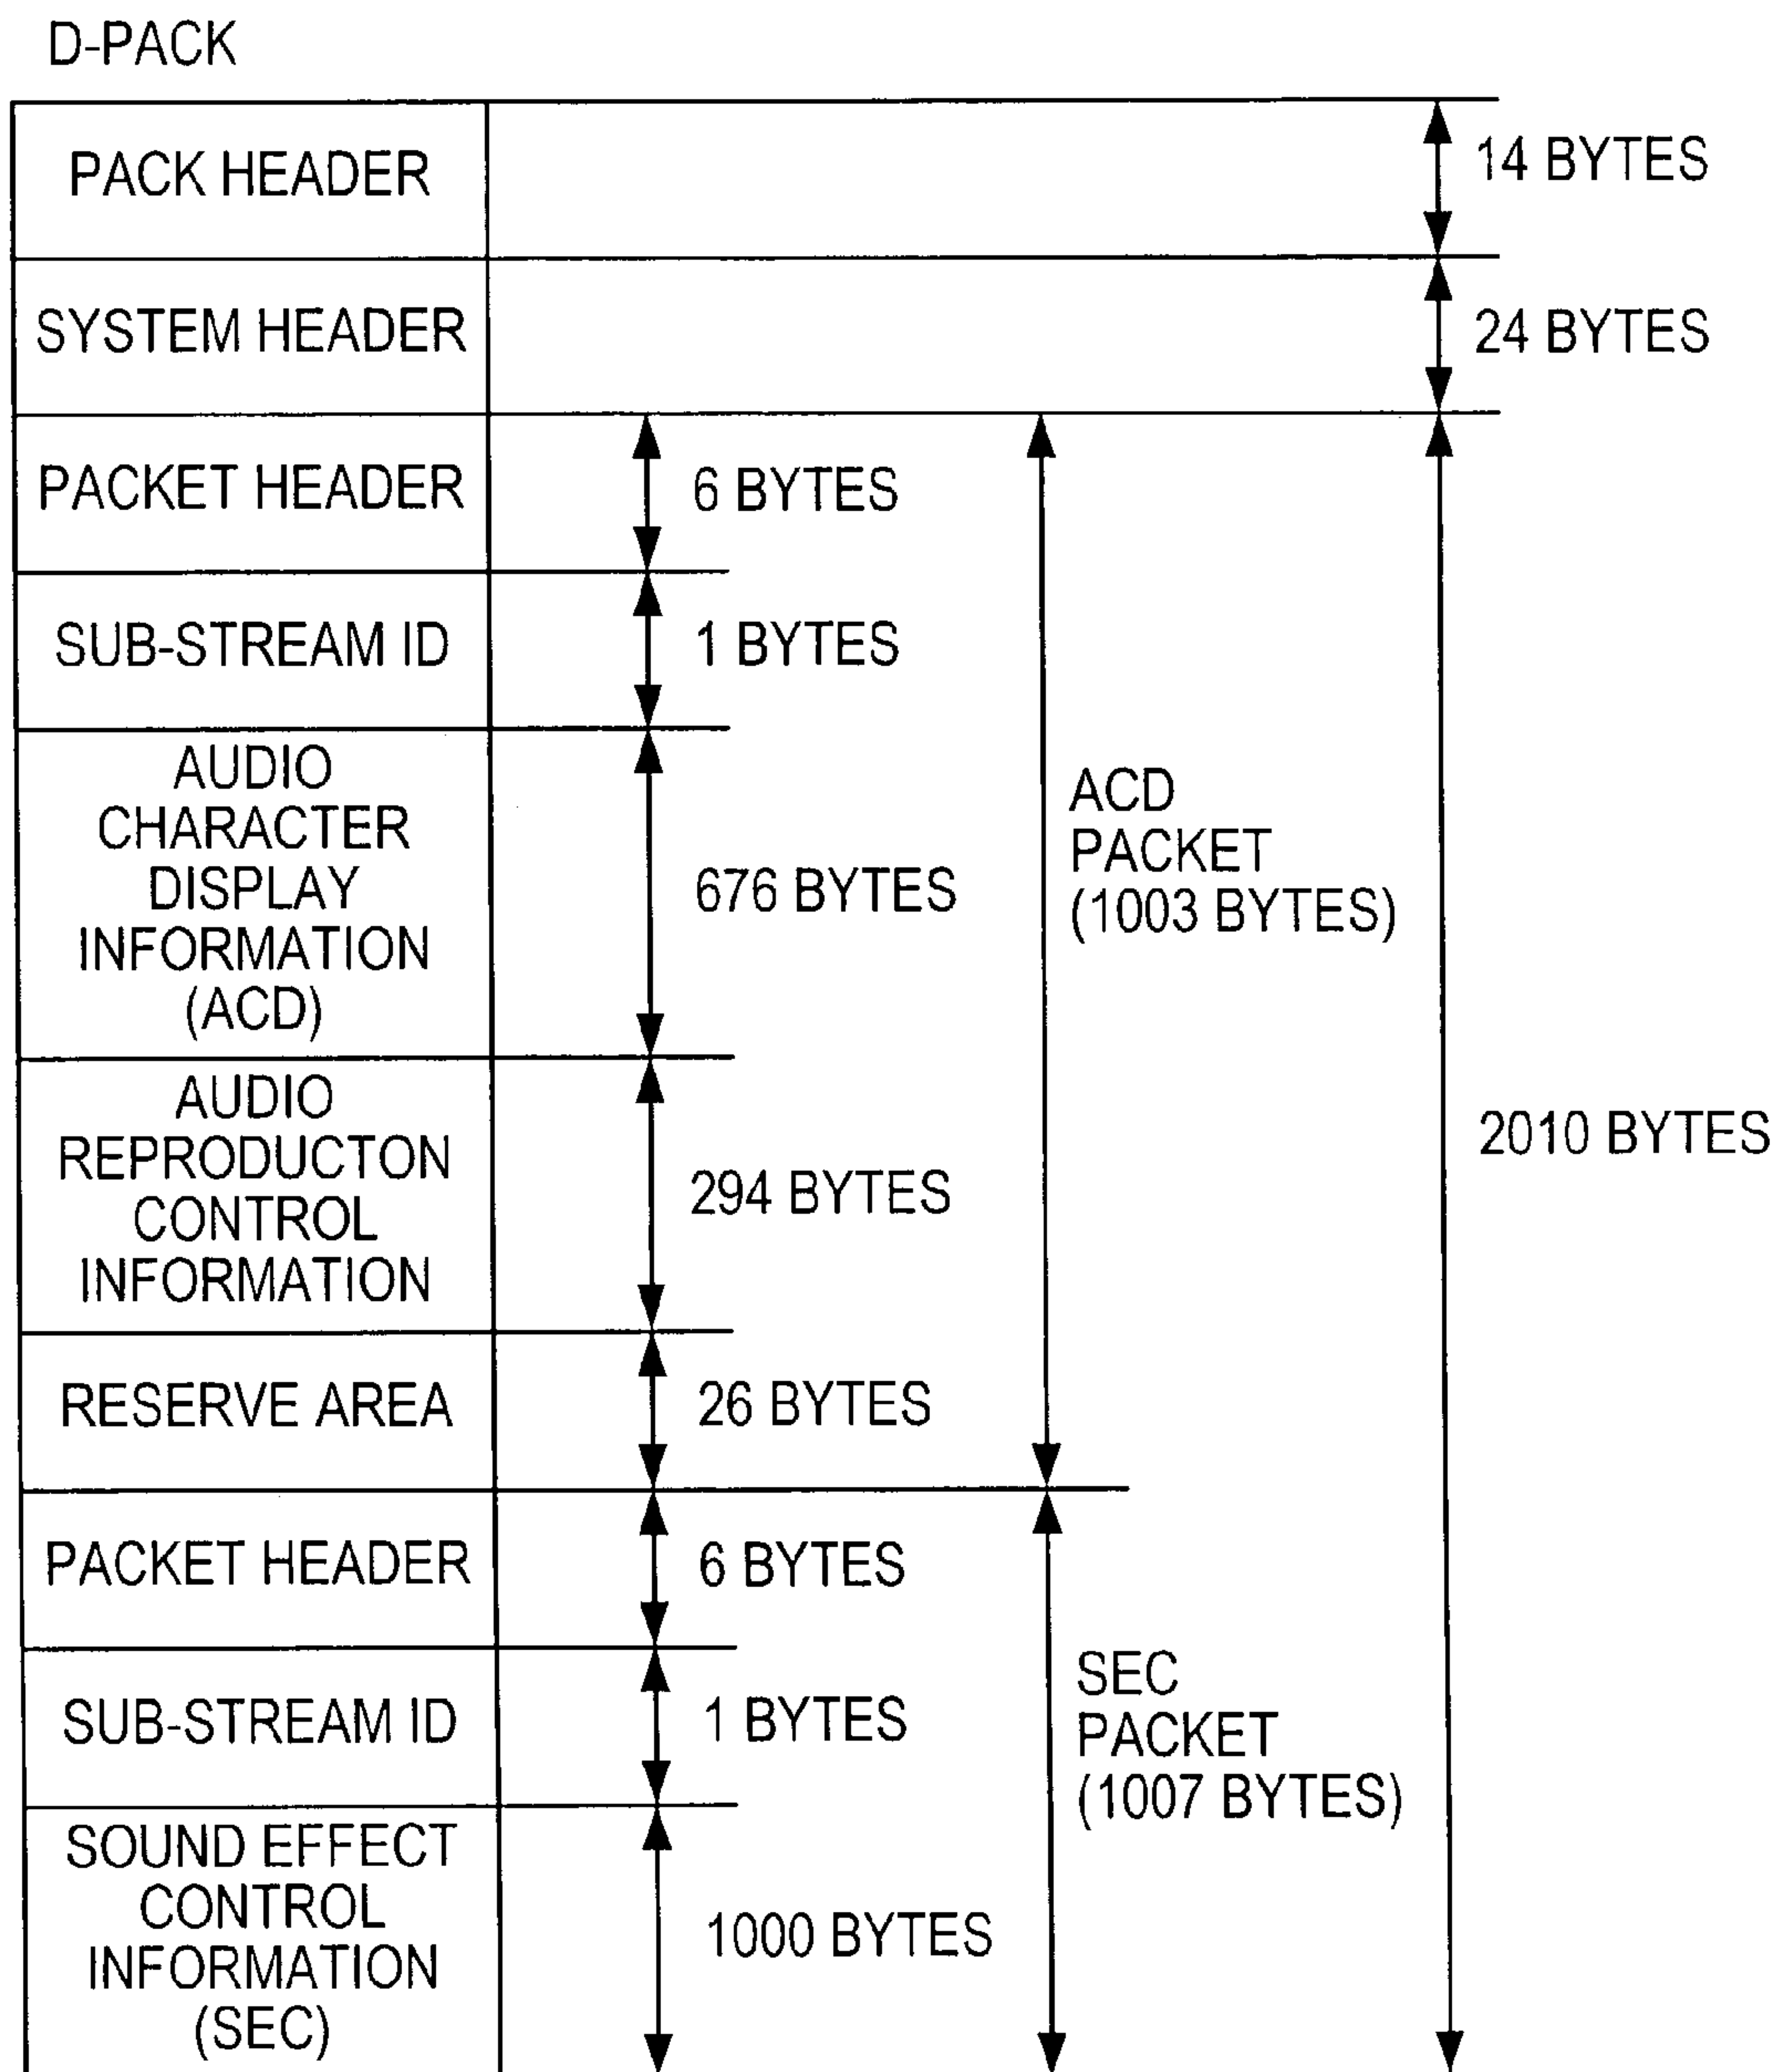 D-PACK
PACK HEADER
14 BYTES
SYSTEM HEADER
24 BYTES
PACKET HEADER
6 BYTES
SUB-STREAM ID
1 BYTES
AUDIO
CHARACTER
DISPLAY
INFORMATION
(ACD)
676 BYTES
ACD
PACKET
(1003 BYTES)
AUDIO
REPRODUCTON
CONTROL
INFORMATION
294 BYTES
2010 BYTES
RESERVE AREA
26 BYTES
PACKET HEADER
6 BYTES
SUB-STREAM ID
1 BYTES
SEC
PACKET
(1007 BYTES)
SOUND EFFECT
CONTROL
INFORMATION
(SEC)
1000 BYTES